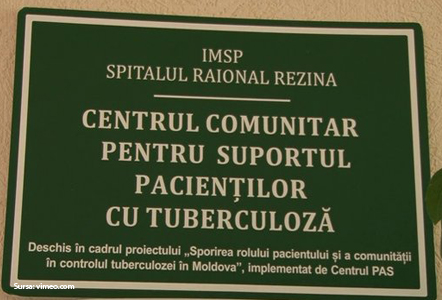 IMSP
SPITALUL RAIONAL REZINA
CENTRUL COMUNITAR
PENTRU SUPORTUL
PACIENȚILOR
CU TUBERCULOZĂ
Deschis în cadrul proiectului „Sporirea rolului pacientului și a comunității
în controlul tuberculozei în Moldova”, implementat de Centrul PAS
Sursa: vimeo.com